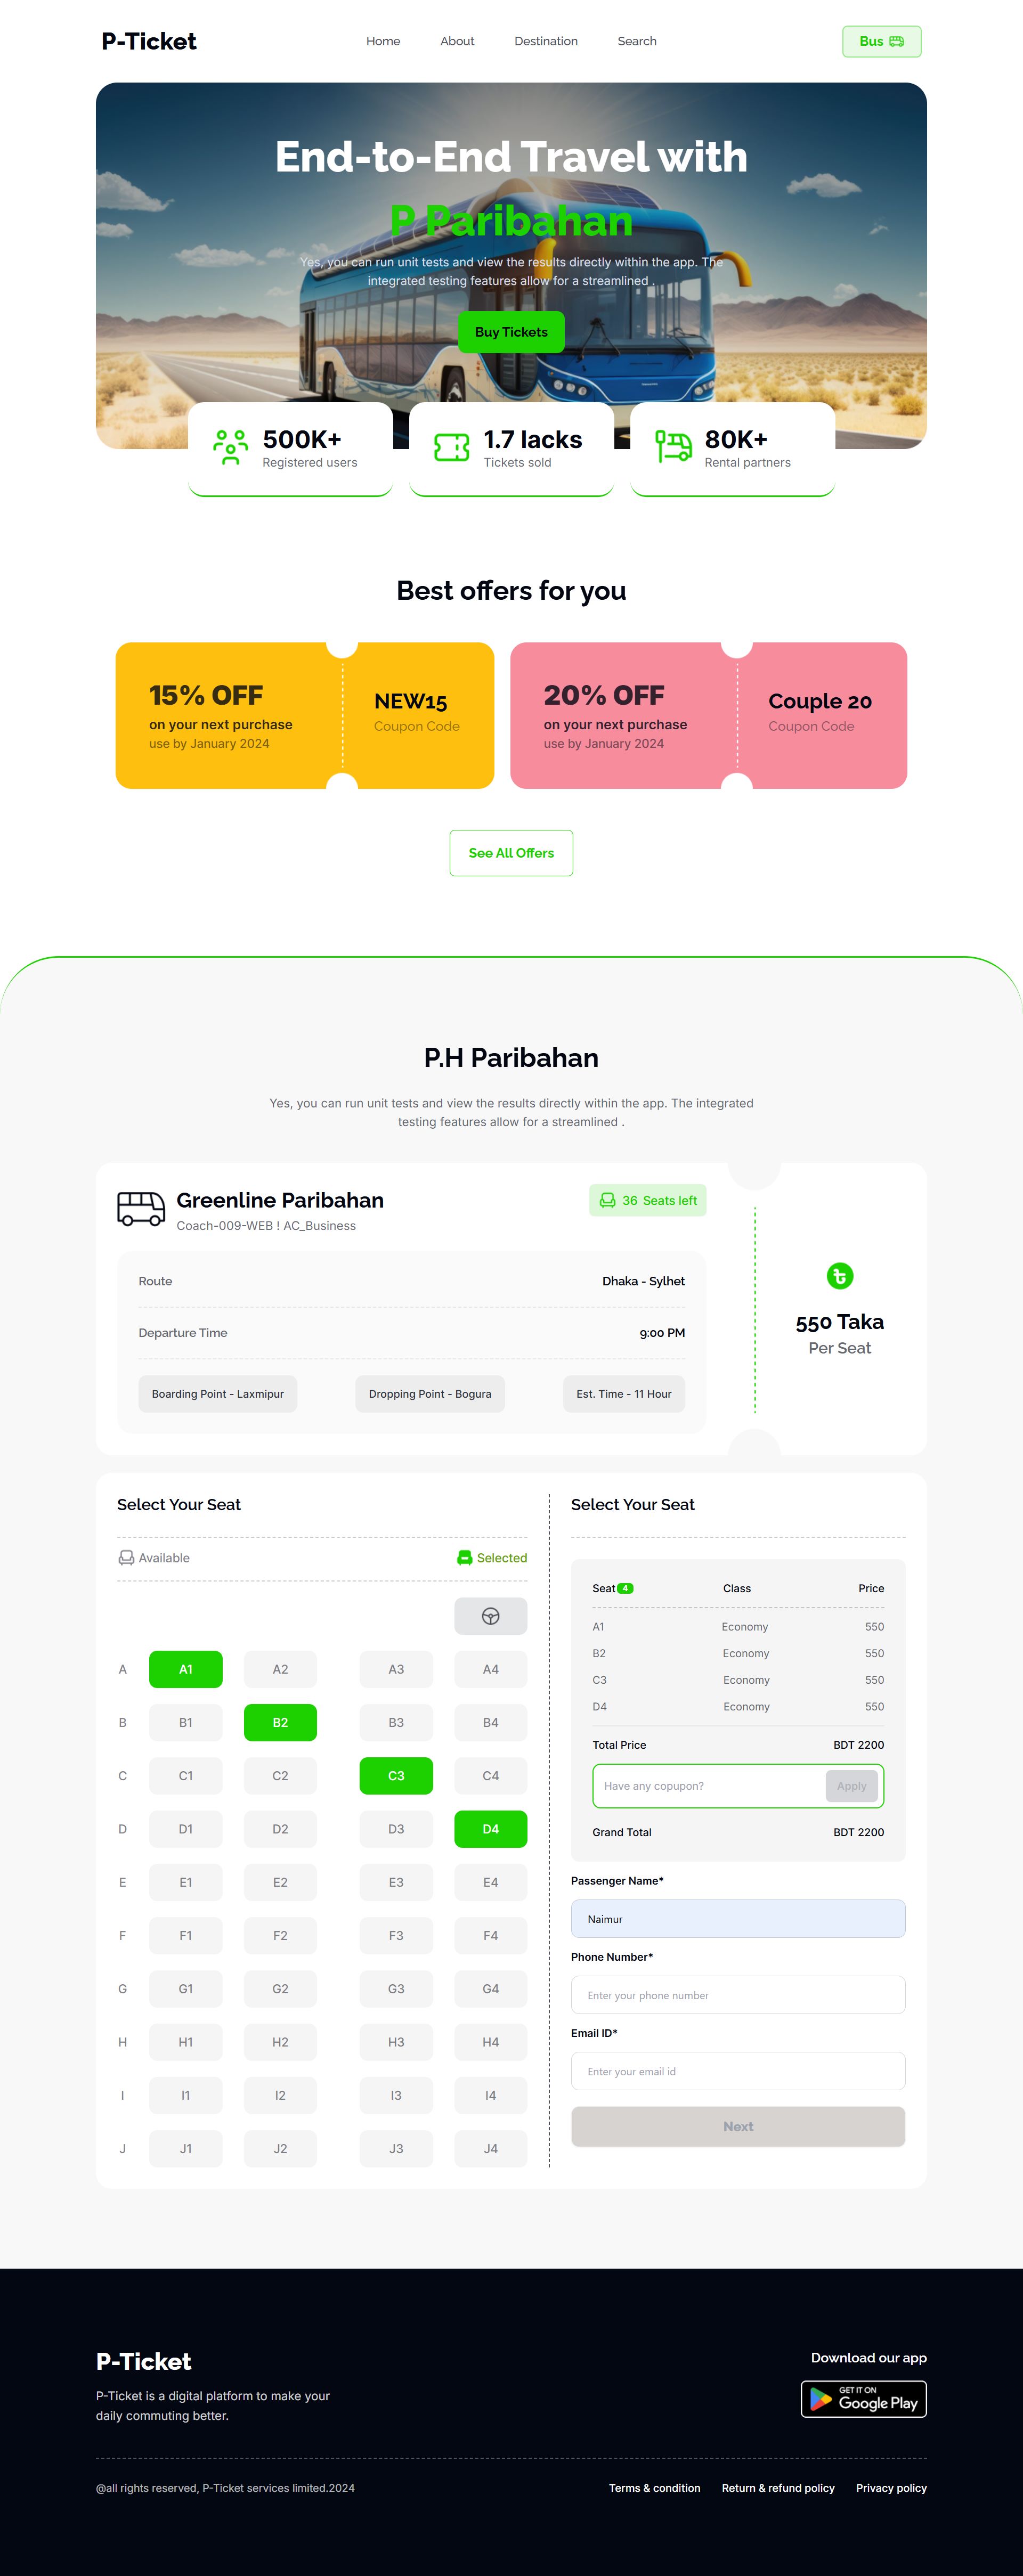 P-Ticket
Home About Destination Search
Bus
End-to-End Travel with
P Paribahan
Yes, you can run unit tests and view the results directly within the app. The
integrated testing features allow for a streamlined .
Buy Tickets
500K+
Registered users
1.7 lacks
Tickets sold
80K+
Rental partners
Best offers for you
15% OFF
on your next purchase
use by January 2024
NEW15
Coupon Code
20% OFF
on your next purchase
use by January 2024
Couple 20
Coupon Code
See All Offers
P.H Paribahan
Yes, you can run unit tests and view the results directly within the app. The integrated
testing features allow for a streamlined .
Greenline Paribahan
Coach-009-WEB ! AC_Business
36 Seats left
Route Dhaka - Sylhet
Departure Time 9:00 PM
Boarding Point - Laxmipur Dropping Point - Bogura Est. Time - 11 Hour
550 Taka
Per Seat
Select Your Seat
Available Selected
A A1 A2 A3 A4
B B1 B2 B3 B4
C C1 C2 C3 C4
D D1 D2 D3 D4
E E1 E2 E3 E4
F F1 F2 F3 F4
G G1 G2 G3 G4
H H1 H2 H3 H4
I I1 I2 I3 I4
J J1 J2 J3 J4
Select Your Seat
Seat 4 Class Price
A1 Economy 550
B2 Economy 550
C3 Economy 550
D4 Economy 550
Total Price BDT 2200
Have any copupon? Apply
Grand Total BDT 2200
Passenger Name*
Naimur
Phone Number*
Enter your phone number
Email ID*
Enter your email id
Next
P-Ticket
P-Ticket is a digital platform to make your
daily commuting better.
Download our app
GET IT ON
Google Play
@all rights reserved, P-Ticket services limited.2024
Terms & condition Return & refund policy Privacy policy